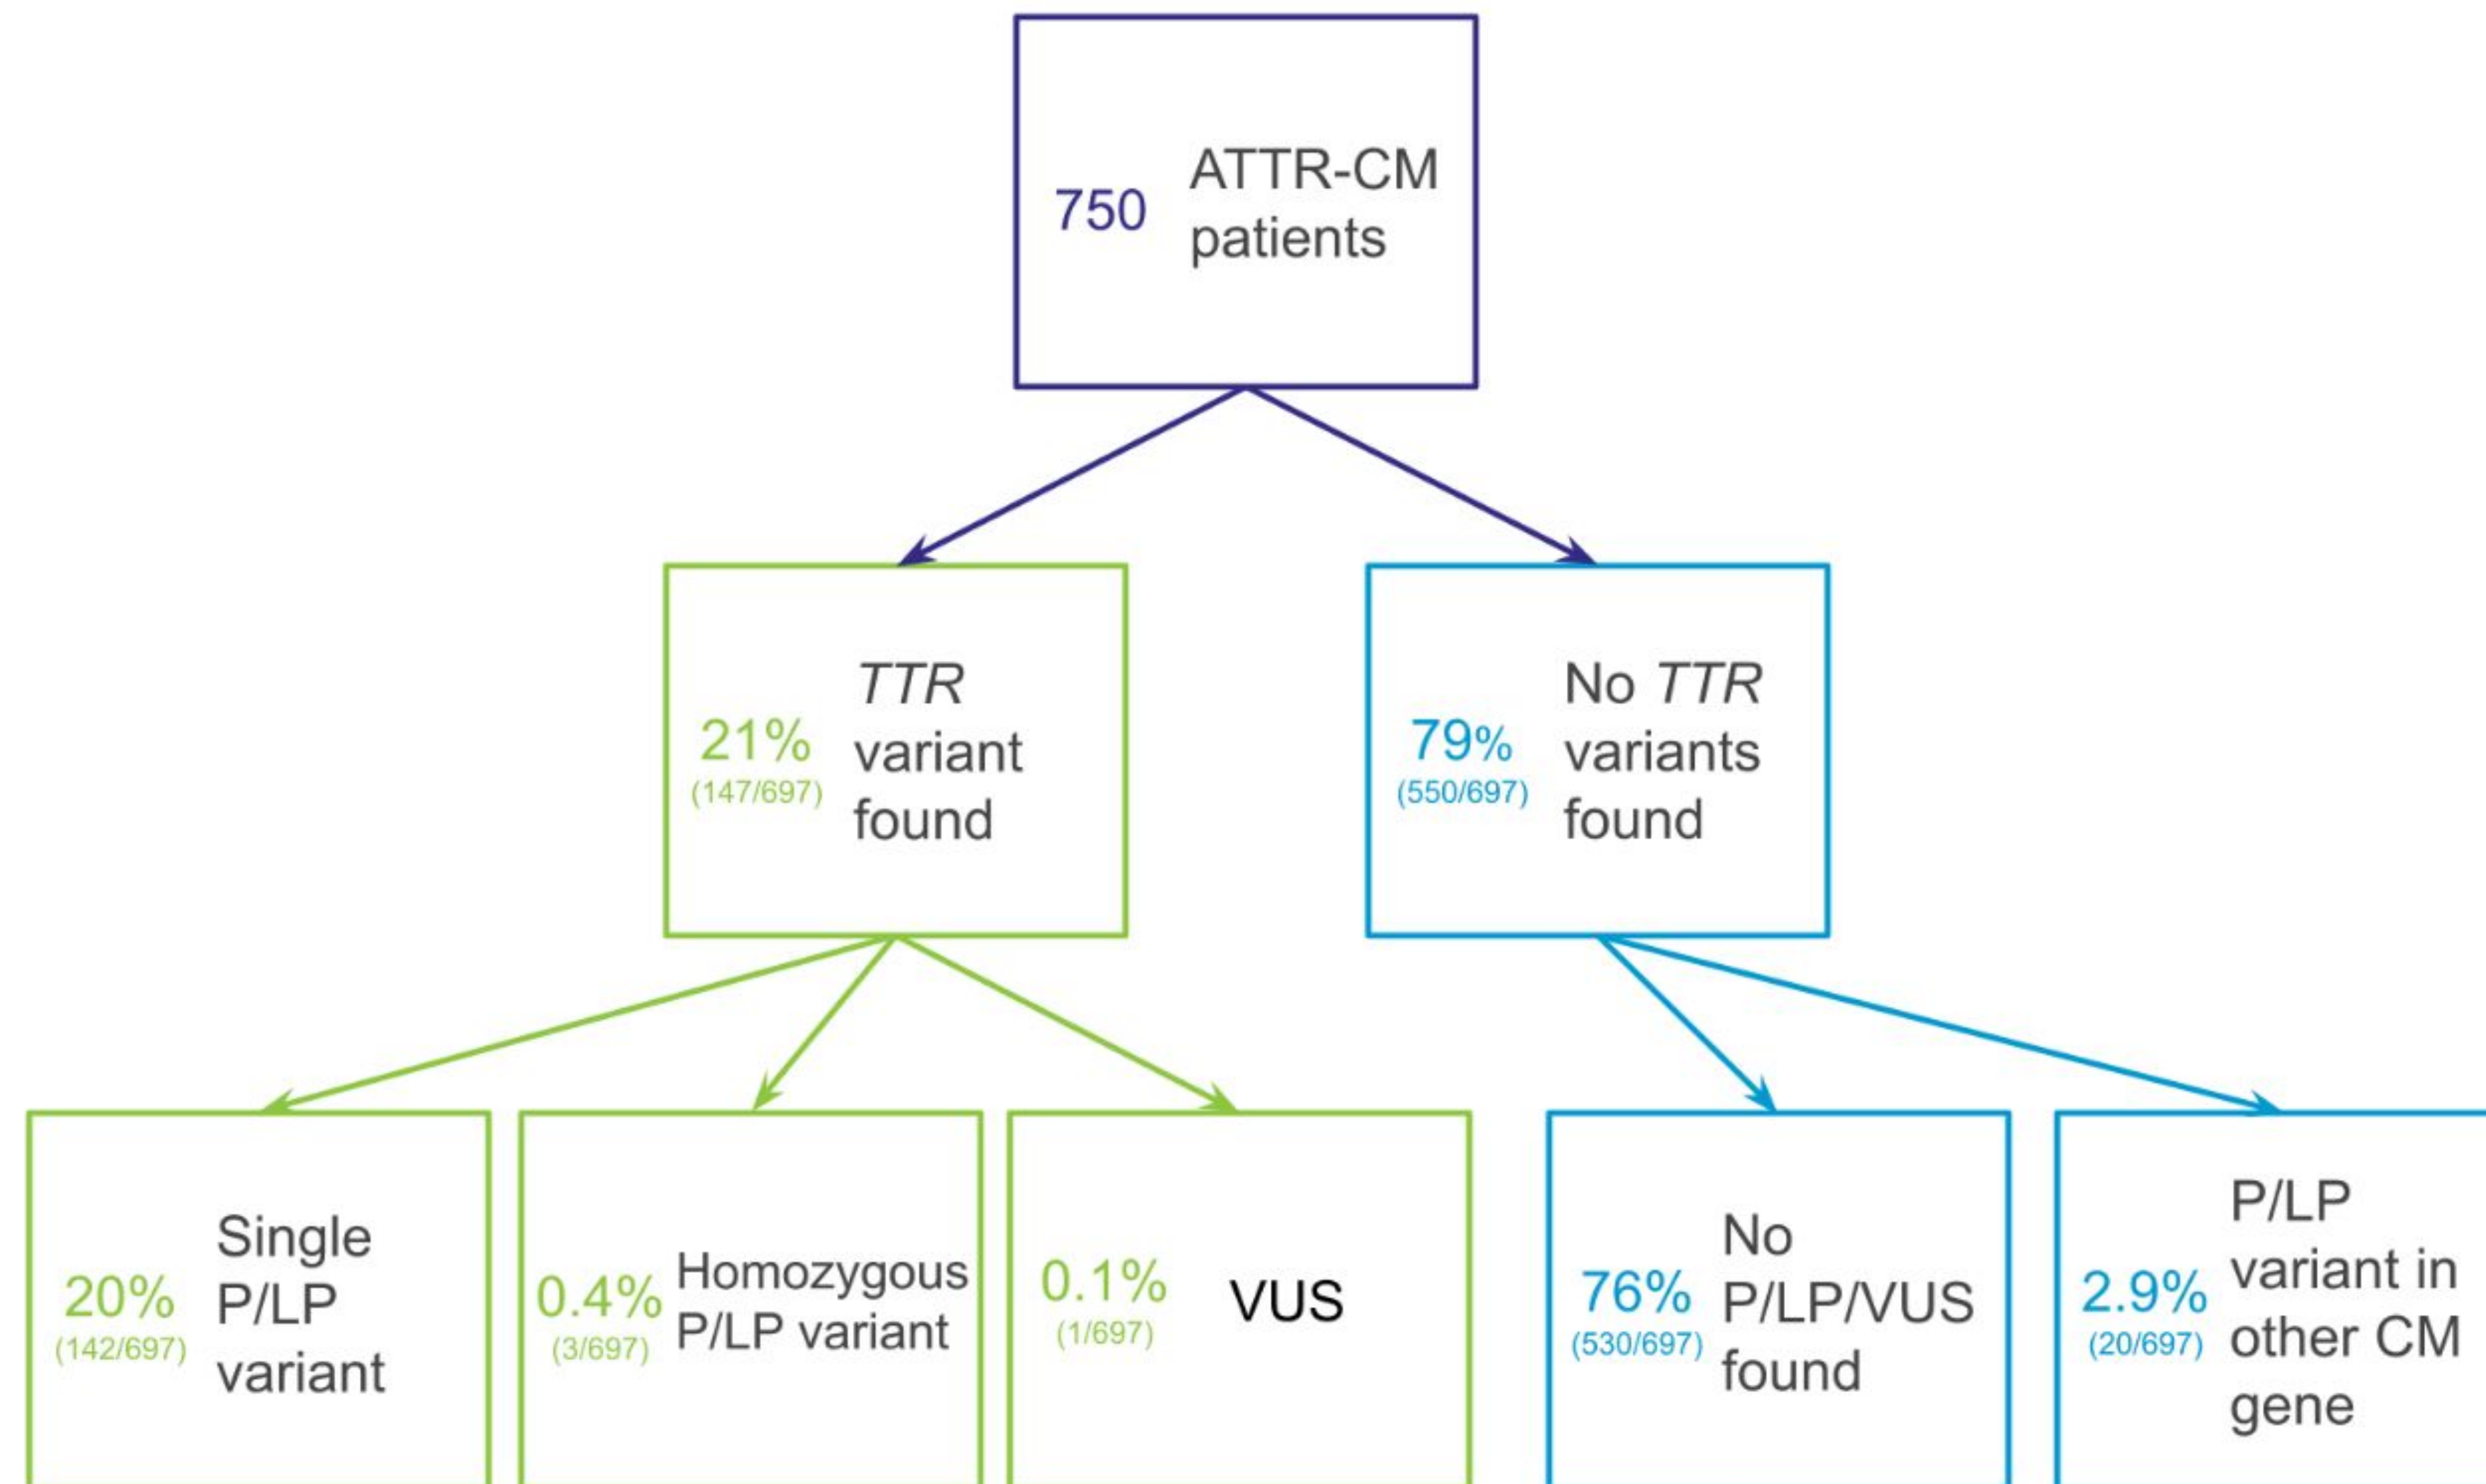 750
ATTR-CM
patients
21%
(147/697)
TTR
variant
found
79%
(550/697)
No TTR
variants
found
20%
(142/697)
Single
P/LP
variant
0.4%
(3/697)
Homozygous
P/LP variant
0.1%
(1/697)
VUS
76%
(530/697)
No
P/LP/VUS
found
2.9%
(20/697)
P/LP
variant in
other CM
gene